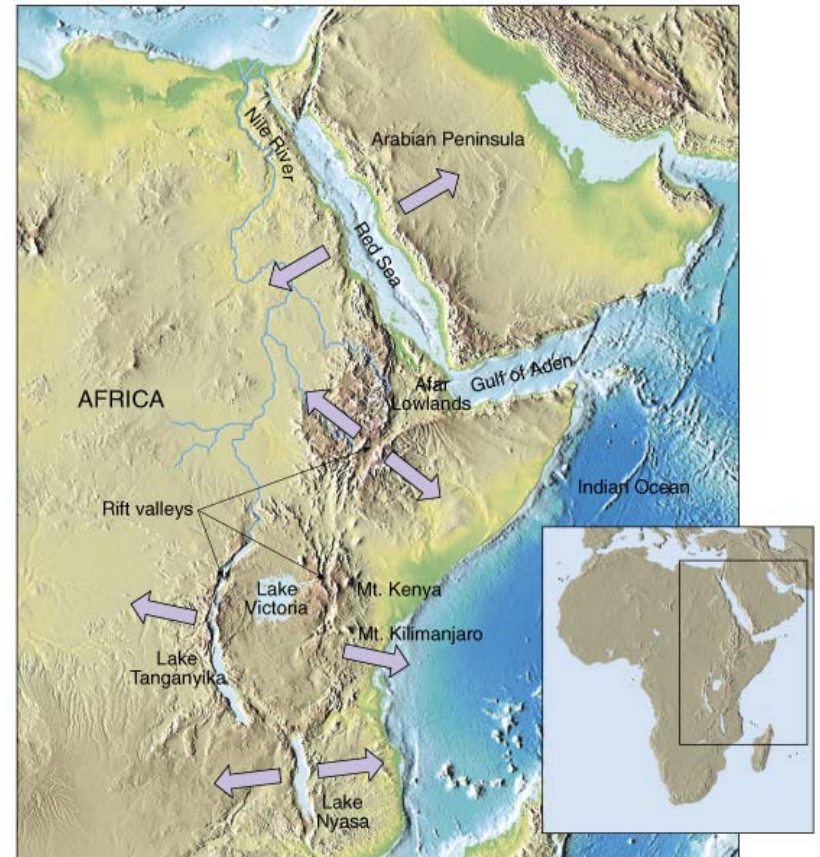 Nile River
Arabian Peninsula
Red Sea
AFRICA
Afar
Lowlands
Gulf of Aden
Rift valleys
Indian Ocean
Lake
Victoria
Mt. Kenya
Mt. Kilimanjaro
Lake
Tanganyika
Lake
Nyasa